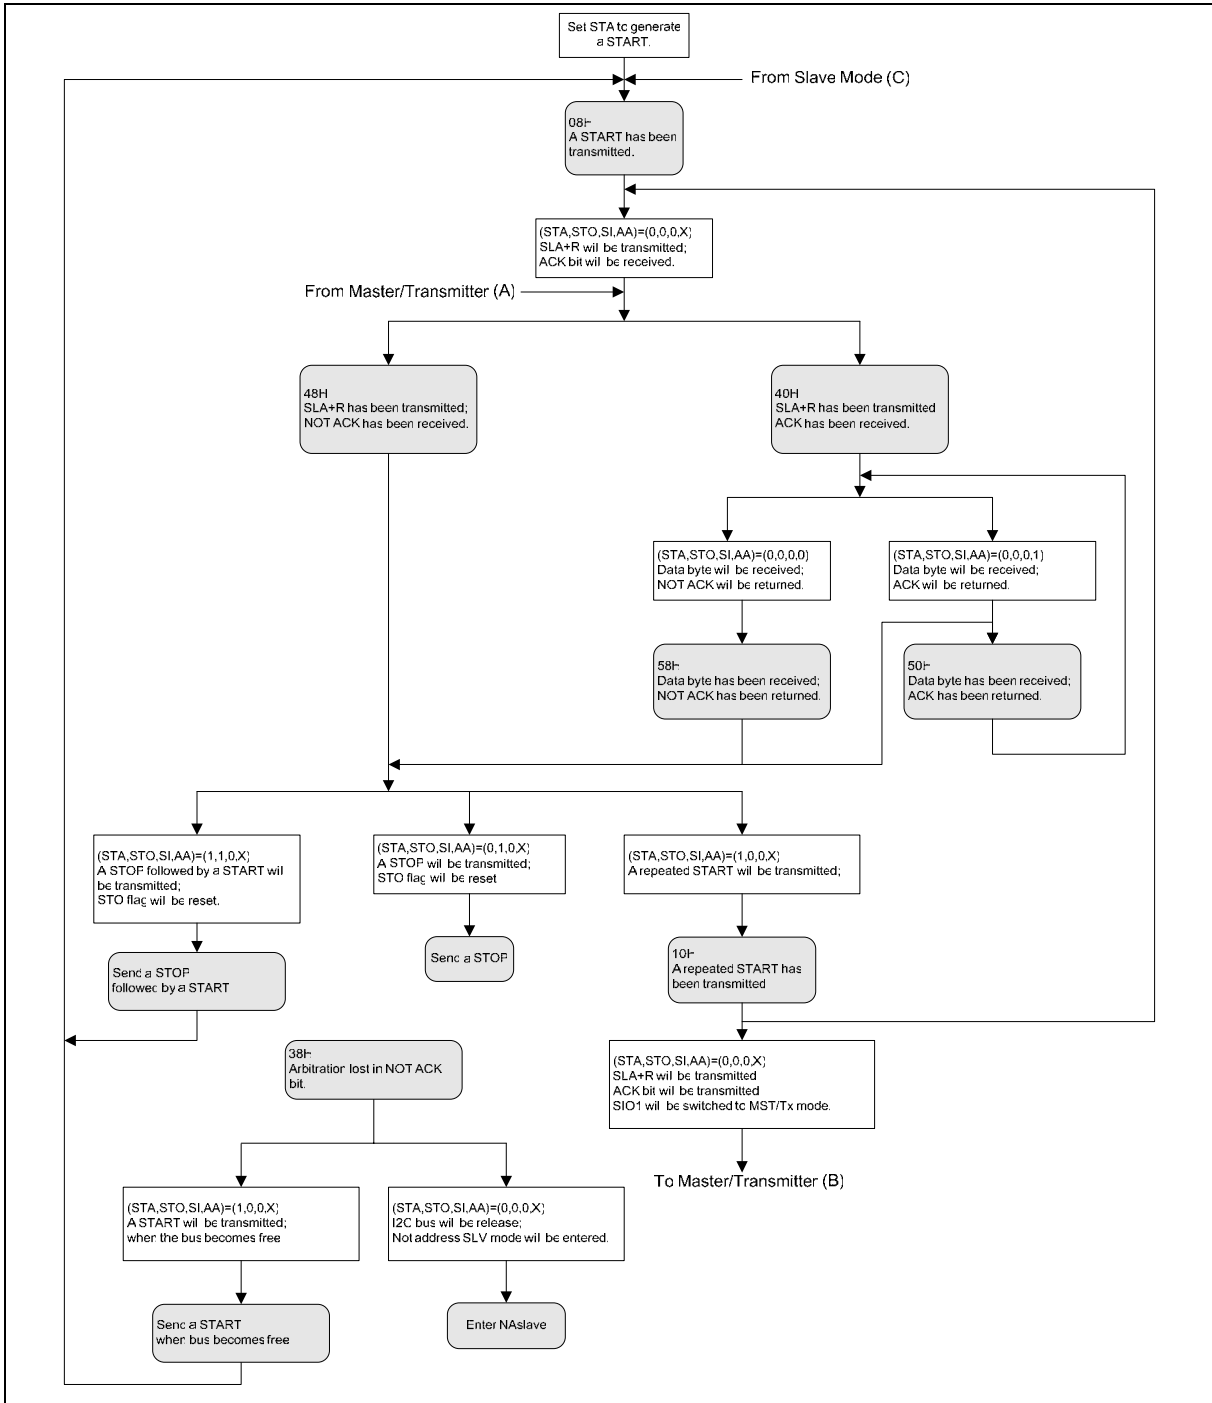 Set STA to generate
a START.
From Slave Mode (C)
08H
A START has been
transmitted.
(STA,STO,SI,AA)=(0,0,0,X)
SLA+R will be transmitted;
ACK bit will be received.
From Master/Transmitter (A)
48H
SLA+R has been transmitted;
NOT ACK has been received.
40H
SLA+R has been transmitted
ACK has been received.
(STA,STO,SI,AA)=(0,0,0,0)
Data byte will be received;
NOT ACK will be returned.
(STA,STO,SI,AA)=(0,0,0,1)
Data byte will be received;
ACK will be returned.
58H
Data byte has been received;
NOT ACK has been returned.
50H
Data byte has been received;
ACK has been returned.
(STA,STO,SI,AA)=(1,1,0,X)
A STOP followed by a START will
be transmitted;
STO flag will be reset.
(STA,STO,SI,AA)=(0,1,0,X)
A STOP will be transmitted;
STO flag will be reset
(STA,STO,SI,AA)=(1,0,0,X)
A repeated START will be transmitted;
Send a STOP
followed by a START
Send a STOP
10H
A repeated START has
been transmitted
38H
Arbitration lost in NOT ACK
bit.
(STA,STO,SI,AA)=(0,0,0,X)
SLA+R will be transmitted
ACK bit will be transmitted
SIO1 will be switched to MST/Tx mode.
To Master/Transmitter (B)
(STA,STO,SI,AA)=(1,0,0,X)
A START will be transmitted;
when the bus becomes free
(STA,STO,SI,AA)=(0,0,0,X)
I2C bus will be release;
Not address SLV mode will be entered.
Send a START
when bus becomes free
Enter NAslave